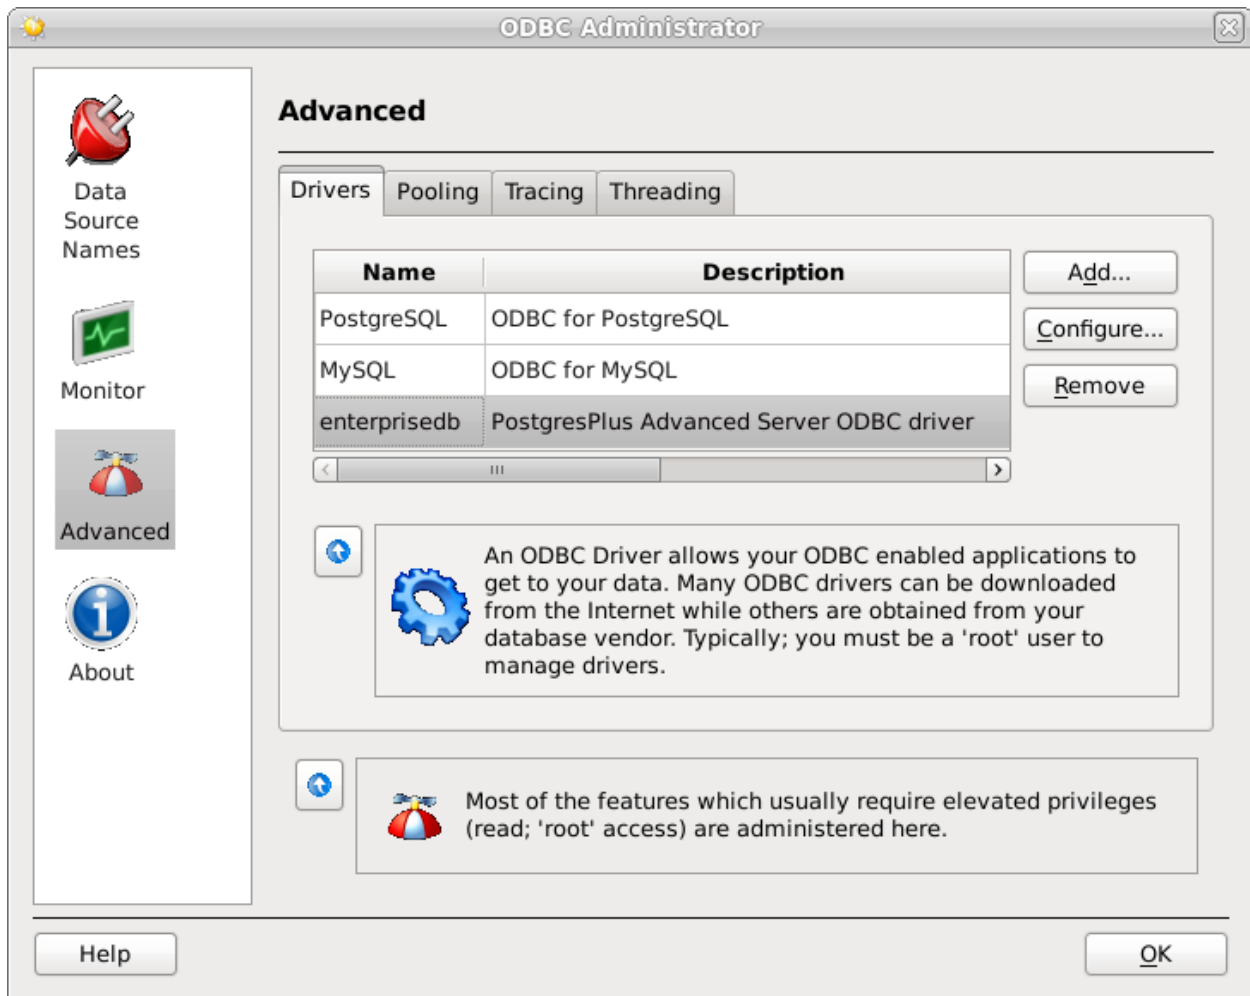 ODBC Administrator
Data
Source
Names
Monitor
Advanced
About
Advanced
Drivers Pooling Tracing Threading
Name Description
PostgreSQL ODBC for PostgreSQL
MySQL ODBC for MySQL
enterprisedb PostgresPlus Advanced Server ODBC driver
Add...
Configure...
Remove
An ODBC Driver allows your ODBC enabled applications to
get to your data. Many ODBC drivers can be downloaded
from the Internet while others are obtained from your
database vendor. Typically; you must be a 'root' user to
manage drivers.
Most of the features which usually require elevated privileges
(read; 'root' access) are administered here.
Help
OK